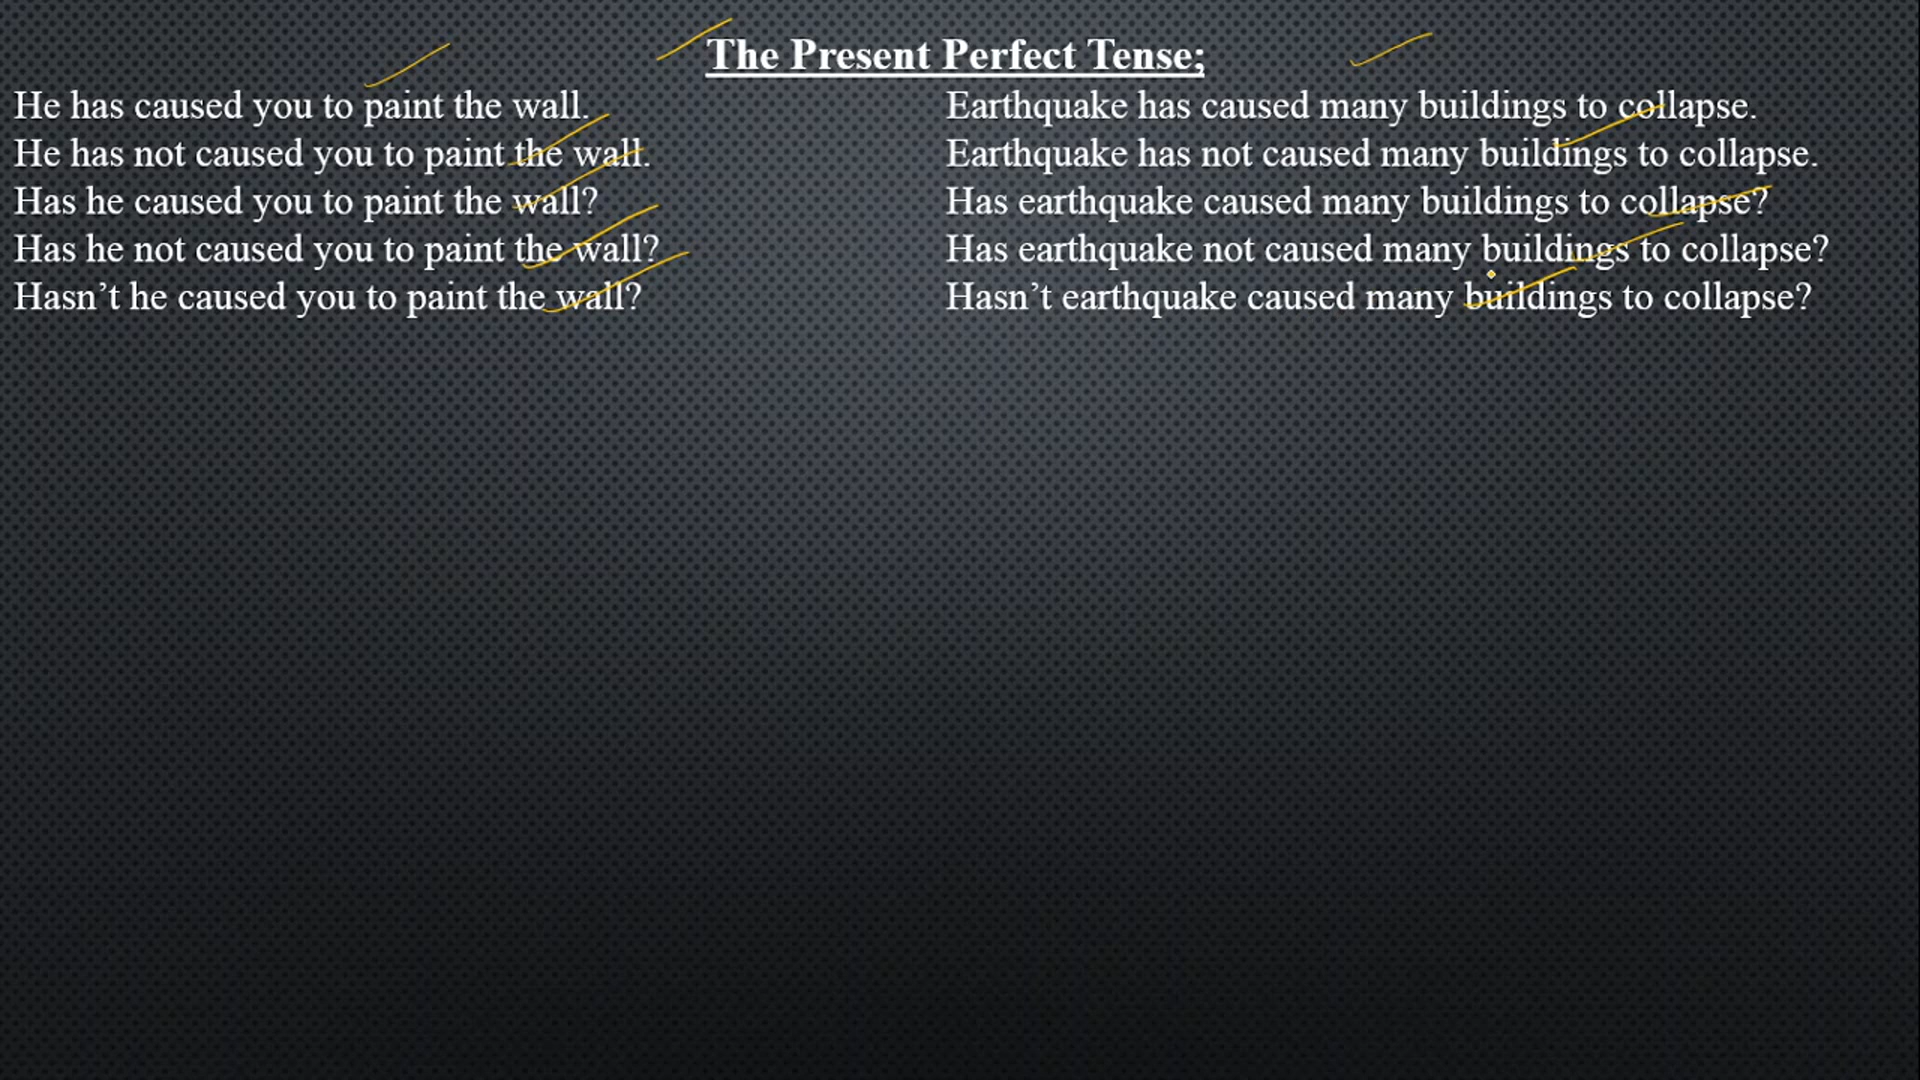 The Present Perfect Tense;
He has caused you to paint the wall.
He has not caused you to paint the wall.
Has he caused you to paint the wall?
Has he not caused you to paint the wall?
Hasn’t he caused you to paint the wall?
Earthquake has caused many buildings to collapse.
Earthquake has not caused many buildings to collapse.
Has earthquake caused many buildings to collapse?
Has earthquake not caused many buildings to collapse?
Hasn’t earthquake caused many buildings to collapse?